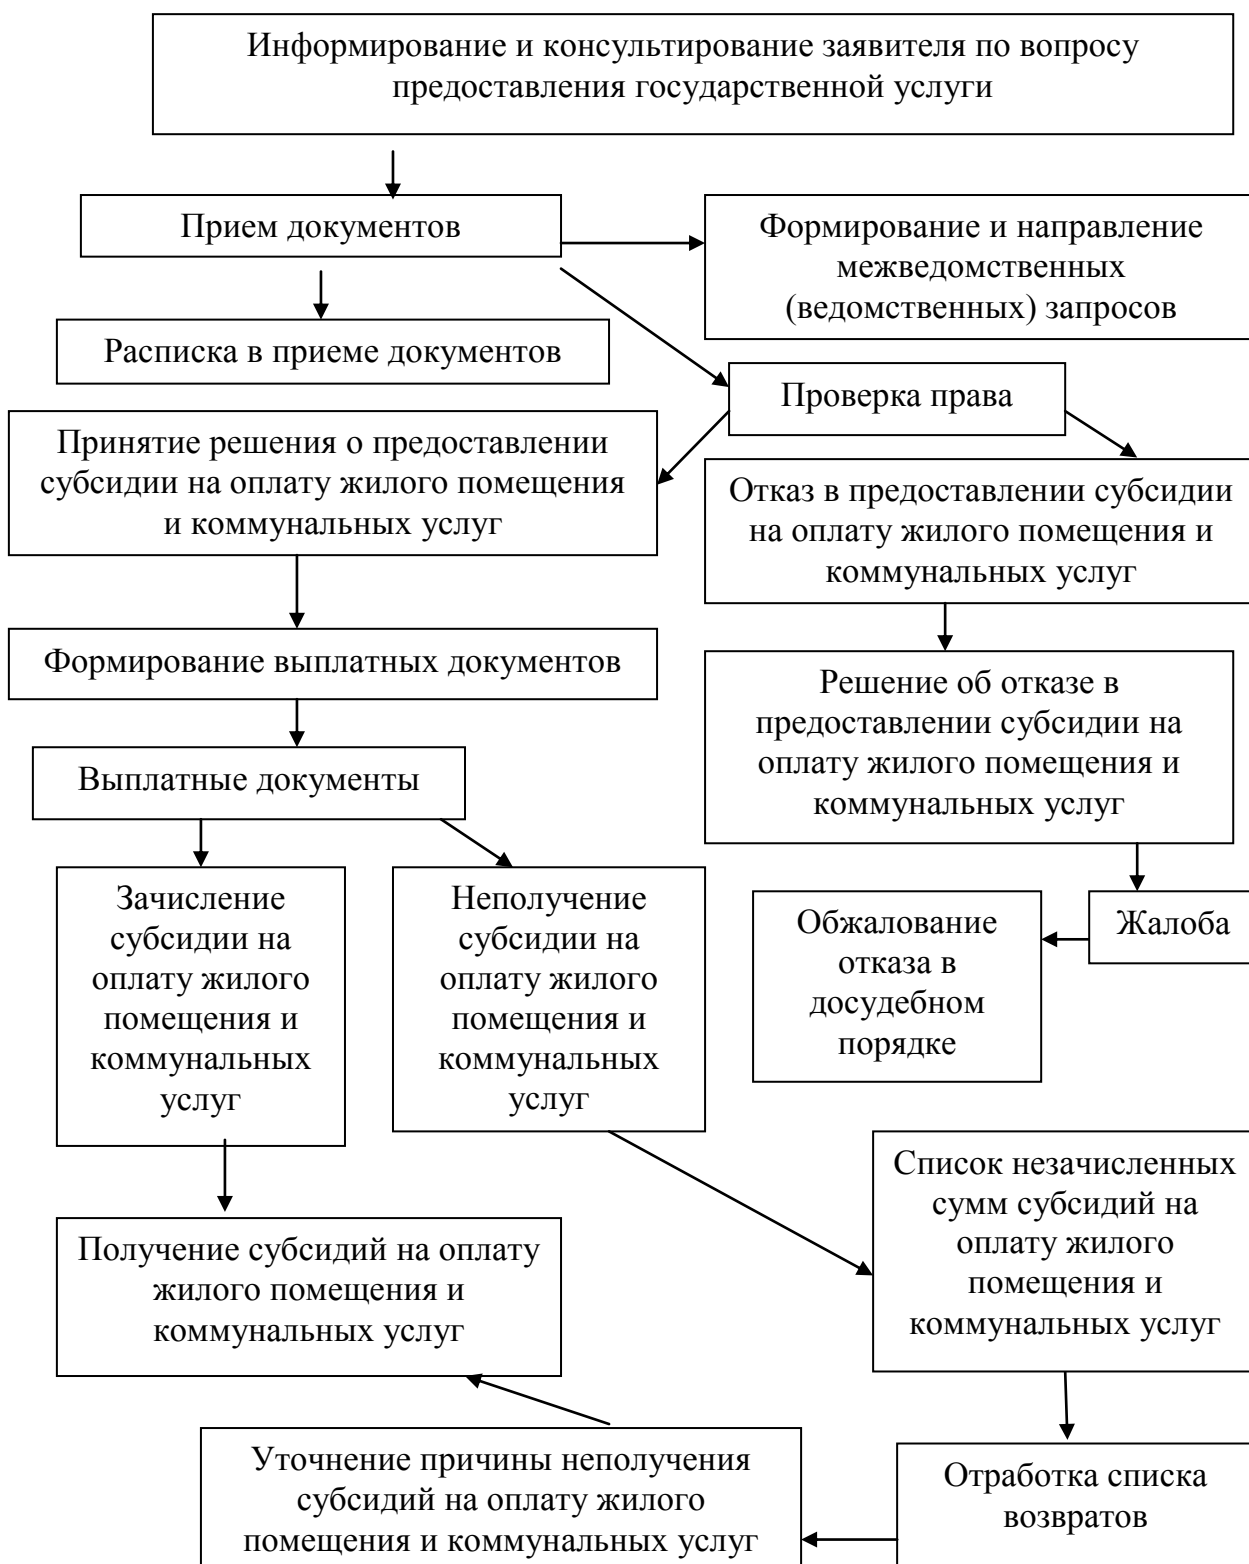 Информирование и консультирование заявителя по вопросу
предоставления государственной услуги
Прием документов
Формирование и направление
межведомственных
(ведомственных) запросов
Расписка в приеме документов
Проверка права
Принятие решения о предоставлении
субсидии на оплату жилого помещения
и коммунальных услуг
Отказ в предоставлении субсидии
на оплату жилого помещения и
коммунальных услуг
Формирование выплатных документов
Решение об отказе в
предоставлении субсидии на
оплату жилого помещения и
коммунальных услуг
Выплатные документы
Зачисление
субсидии на
оплату жилого
помещения и
коммунальных
услуг
Неполучение
субсидии на
оплату жилого
помещения и
коммунальных
услуг
Обжалование
отказа в
досудебном
порядке
Жалоба
Список незачисленных
сумм субсидий на
оплату жилого
помещения и
коммунальных услуг
Получение субсидий на оплату
жилого помещения и
коммунальных услуг
Уточнение причины неполучения
субсидий на оплату жилого
помещения и коммунальных услуг
Отработка списка
возвратов